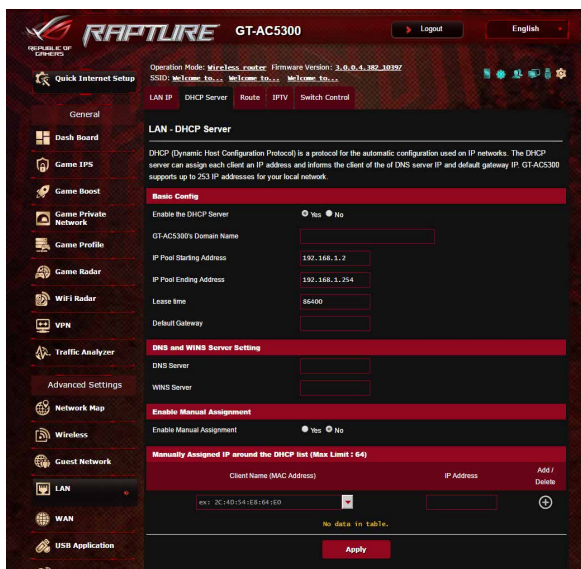 REPUBLIC OF
GAMERS
RAPTURE
GT-AC5300
Logout
English
Operation Mode: Wireless router Firmware Version: 3.0.0.4.382_10397
SSID: Welcome to... Welcome to... Welcome to...
Quick Internet Setup
LAN IP DHCP Server Route IPTV Switch Control
General
Dash Board
Game IPS
Game Boost
Game Private
Network
Game Profile
Game Radar
WiFi Radar
VPN
Traffic Analyzer
Advanced Settings
Network Map
Wireless
Guest Network
LAN
WAN
USB Application
LAN - DHCP Server
DHCP (Dynamic Host Configuration Protocol) is a protocol for the automatic configuration used on IP networks. The DHCP
server can assign each client an IP address and informs the client of the of DNS server IP and default gateway IP. GT-AC5300
supports up to 253 IP addresses for your local network.
Basic Config
Enable the DHCP Server Yes No
GT-AC5300's Domain Name
IP Pool Starting Address 192.168.1.2
IP Pool Ending Address 192.168.1.254
Lease time 86400
Default Gateway
DNS and WINS Server Setting
DNS Server
WINS Server
Enable Manual Assignment
Enable Manual Assignment Yes No
Manually Assigned IP around the DHCP list (Max Limit : 64)
Client Name (MAC Address) IP Address Add /
Delete
ex: 2C:4D:54:E8:64:E0
No data in table.
Apply